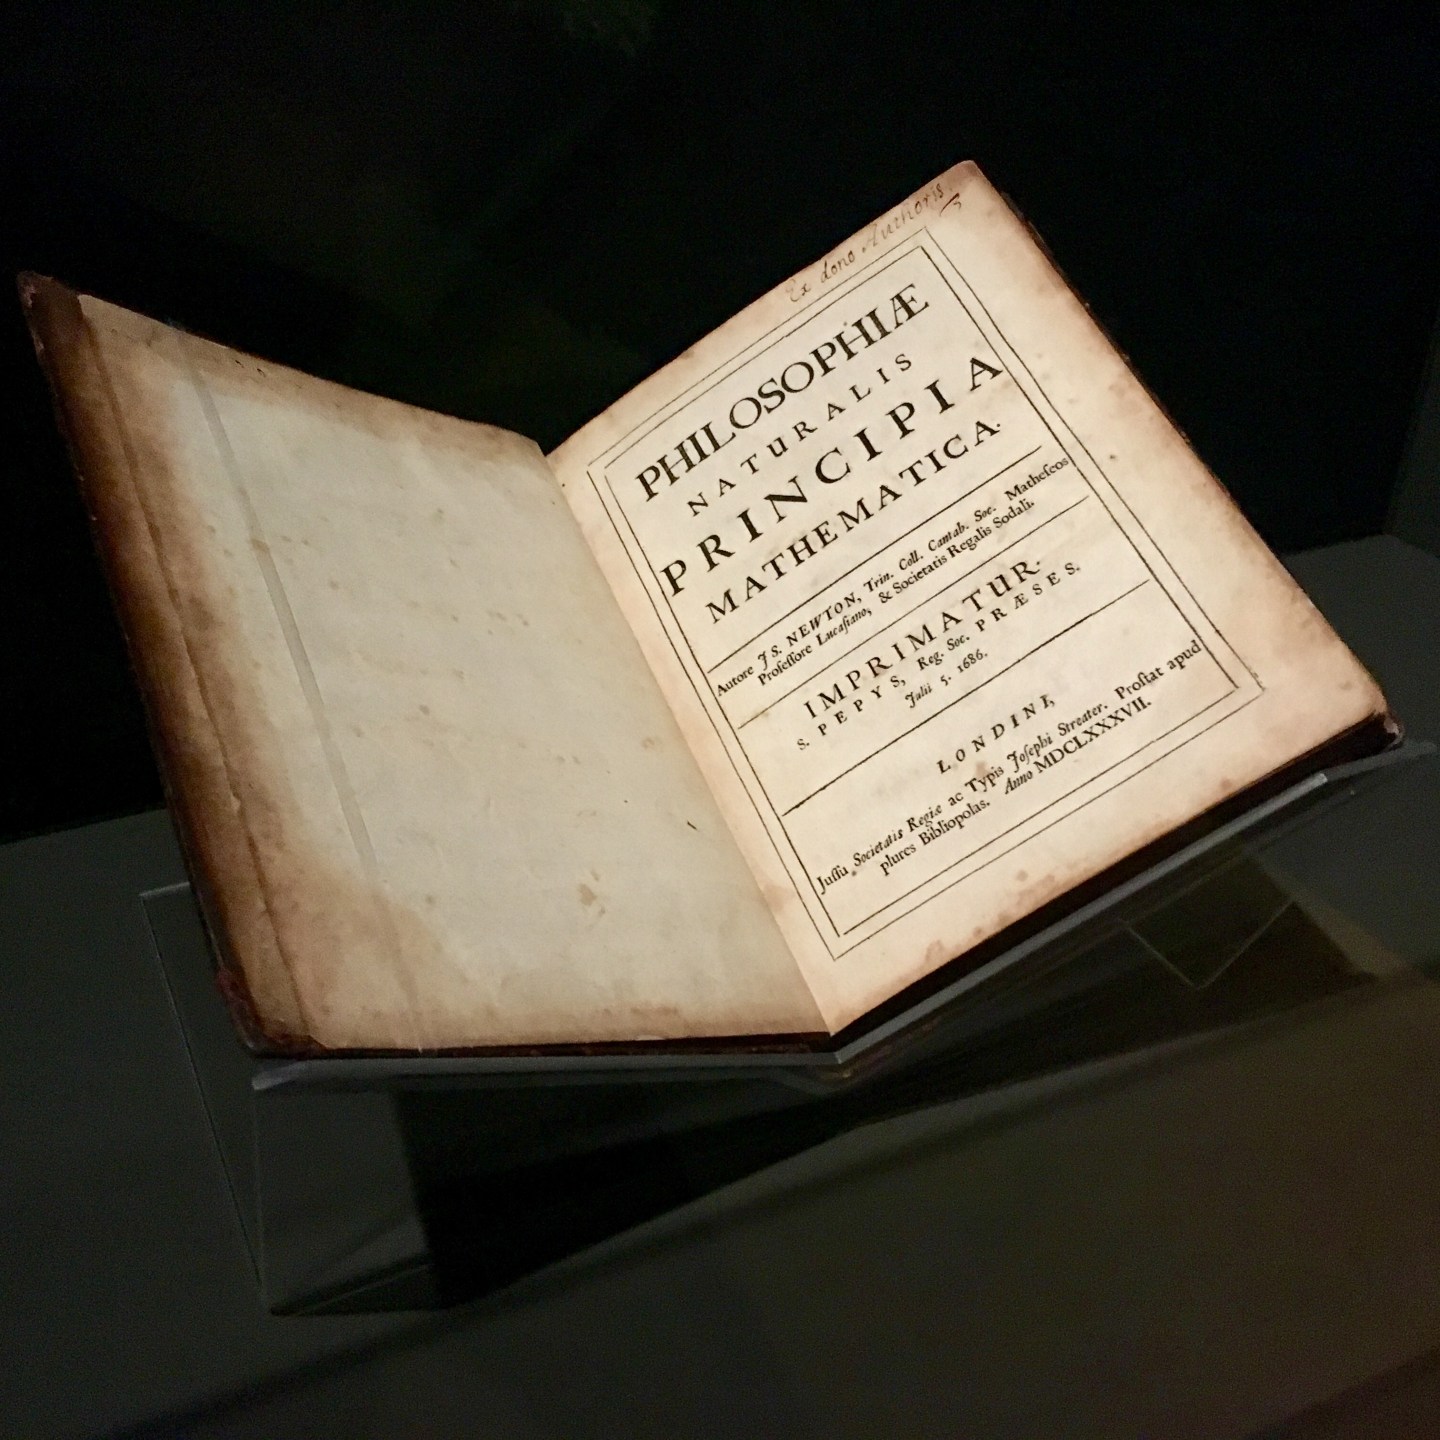 Ex dono Authoris
PHILOSOPHIÆ
NATURALIS
PRINCIPIA
MATHEMATICA.
Autore JS. NEWTON, Trin. Coll. Cantab. Soc. Matheſeos
Profeſſore Lucaſiano, & Societatis Regalis Sodali.
IMPRIMATUR.
S. PEPYS, Reg. Soc. PRÆSES.
Julii 5. 1686.
LONDINI,
Juſſu Societatis Regiæ ac Typis Joſephi Streater. Proſtat apud
plures Bibliopolas. Anno MDCLXXXVII.